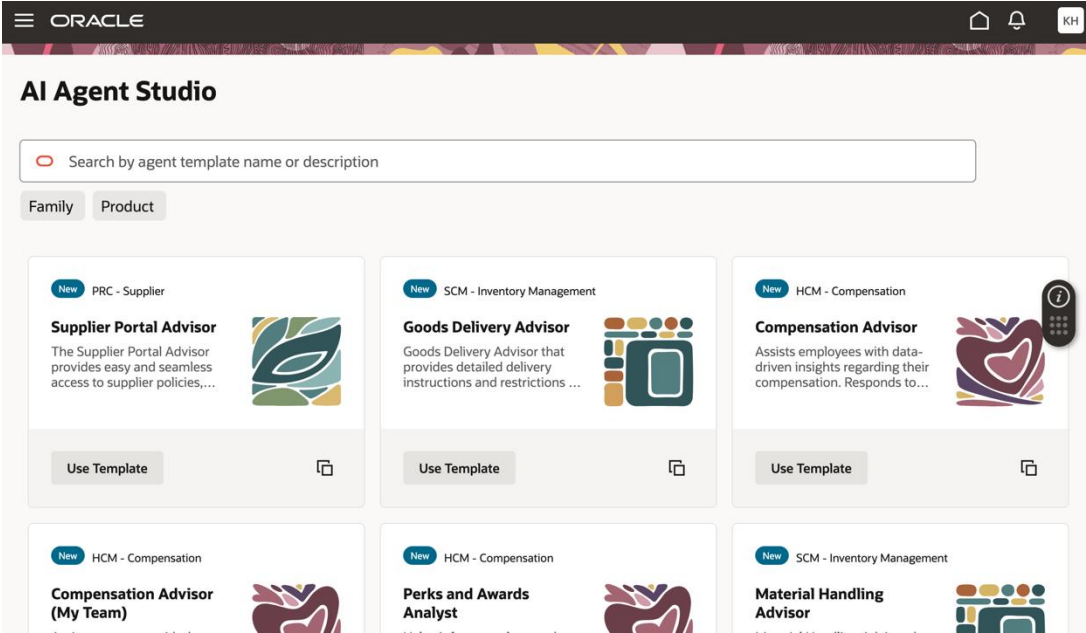 ORACLE
KH
AI Agent Studio
Search by agent template name or description
Family Product
New PRC - Supplier
Supplier Portal Advisor
The Supplier Portal Advisor
provides easy and seamless
access to supplier policies,...
Use Template
New SCM - Inventory Management
Goods Delivery Advisor
Goods Delivery Advisor that
provides detailed delivery
instructions and restrictions ...
Use Template
New HCM - Compensation
Compensation Advisor
Assists employees with data-
driven insights regarding their
compensation. Responds to...
Use Template
New HCM - Compensation
Compensation Advisor
(My Team)
New HCM - Compensation
Perks and Awards
Analyst
New SCM - Inventory Management
Material Handling
Advisor